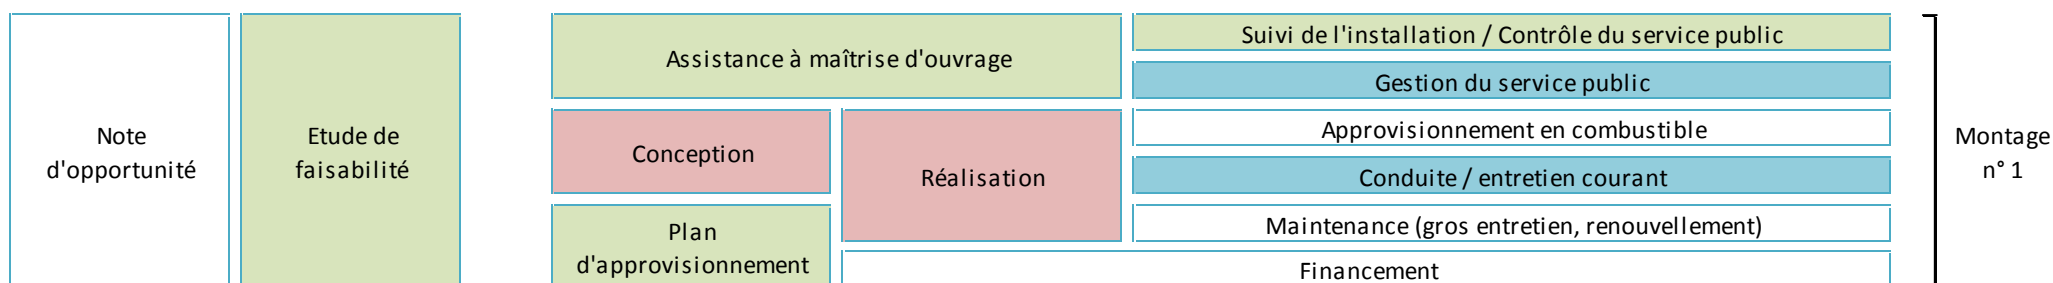 Note
d'opportunité
Etude de
faisabilité
Assistance à maîtrise d'ouvrage
Conception
Plan
d'approvisionnement
Réalisation
Suivi de l'installation / Contrôle du service public
Gestion du service public
Approvisionnement en combustible
Conduite / entretien courant
Maintenance (gros entretien, renouvellement)
Financement
Montage
n° 1